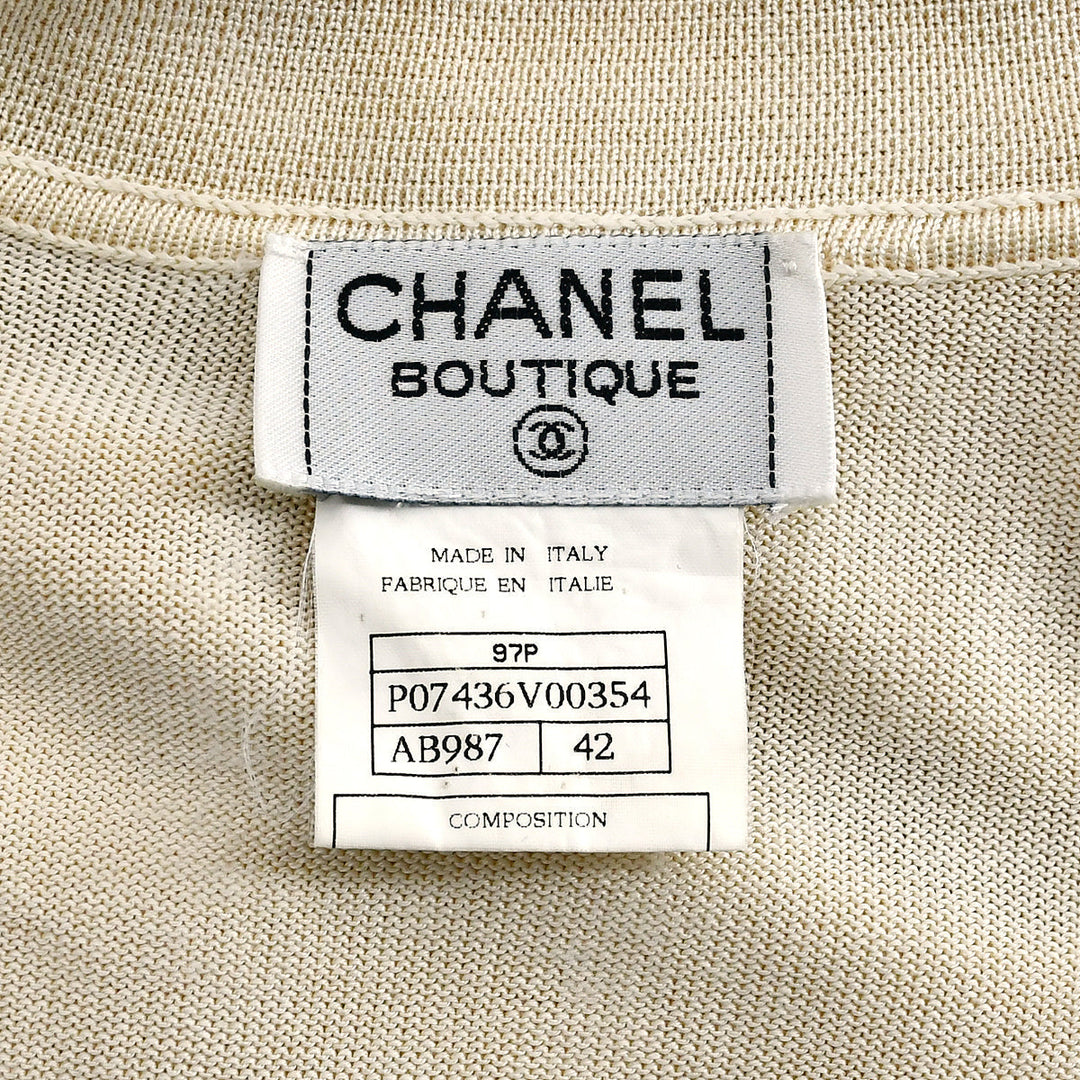 CHANEL
BOUTIQUE
MADE IN ITALY
FABRIQUE EN ITALIE
97P
P07436V00354
AB987 42
COMPOSITION